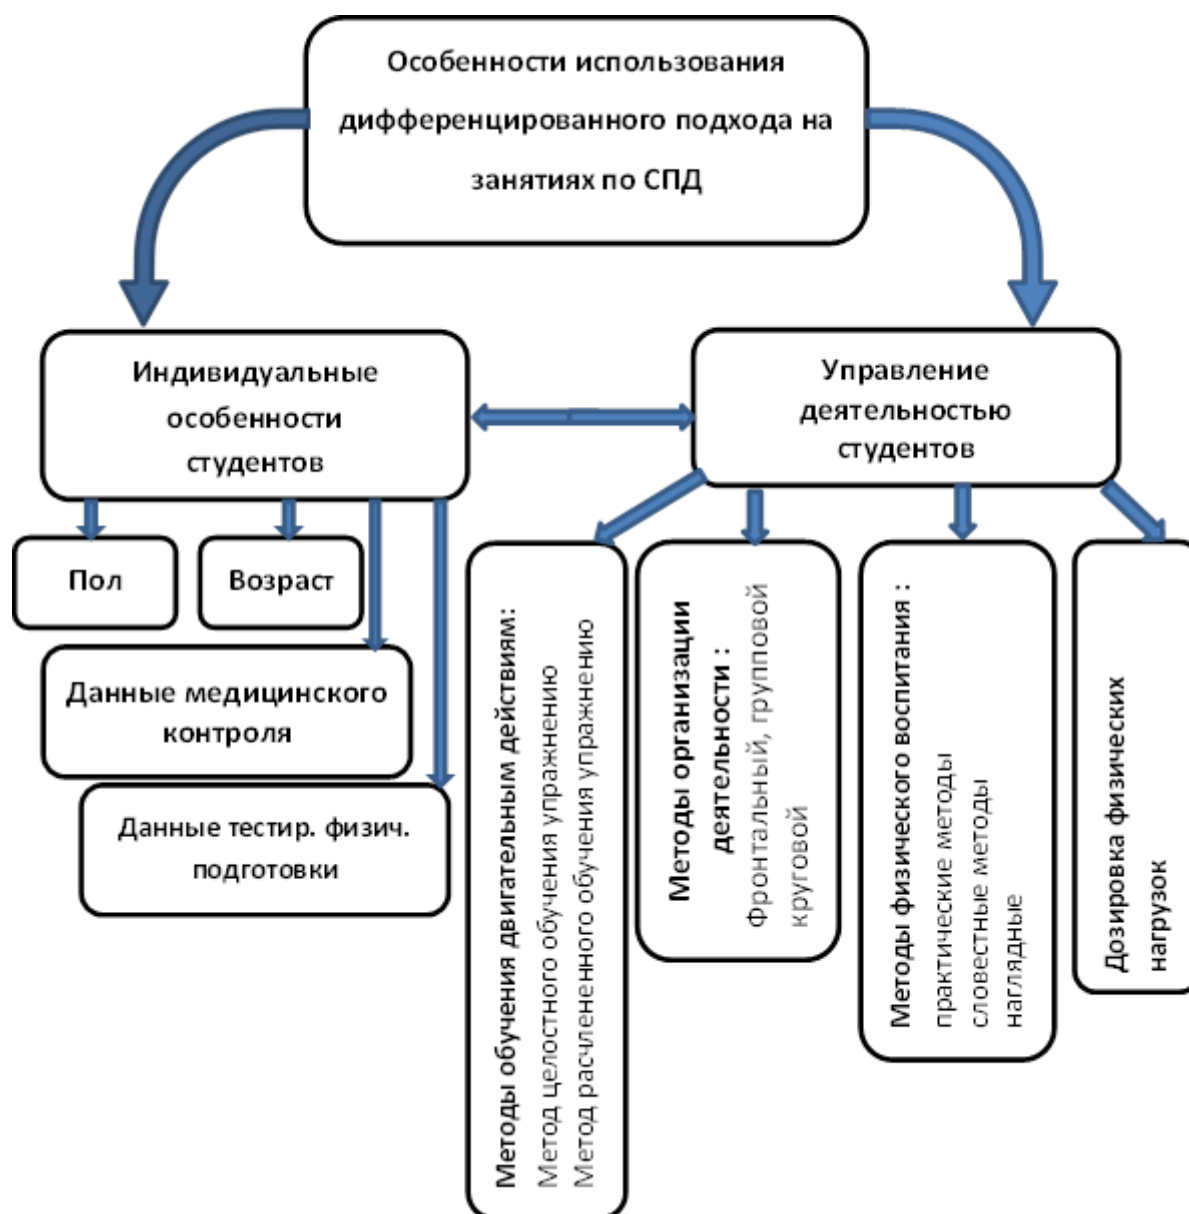 Особенности использования
дифференцированного подхода на
занятиях по СПД
Индивидуальные
особенности
студентов
Управление
деятельностью
студентов
Пол
Возраст
Данные медицинского
контроля
Данные тестир. физич.
подготовки
Методы обучения двигательным действиям:
Метод целостного обучения упражнению
Метод расчлененного обучения упражнению
Методы организации
деятельности :
Фронтальный, групповой
круговой
Методы физического воспитания :
практические методы
словестные методы
наглядные
Дозировка физических
нагрузок